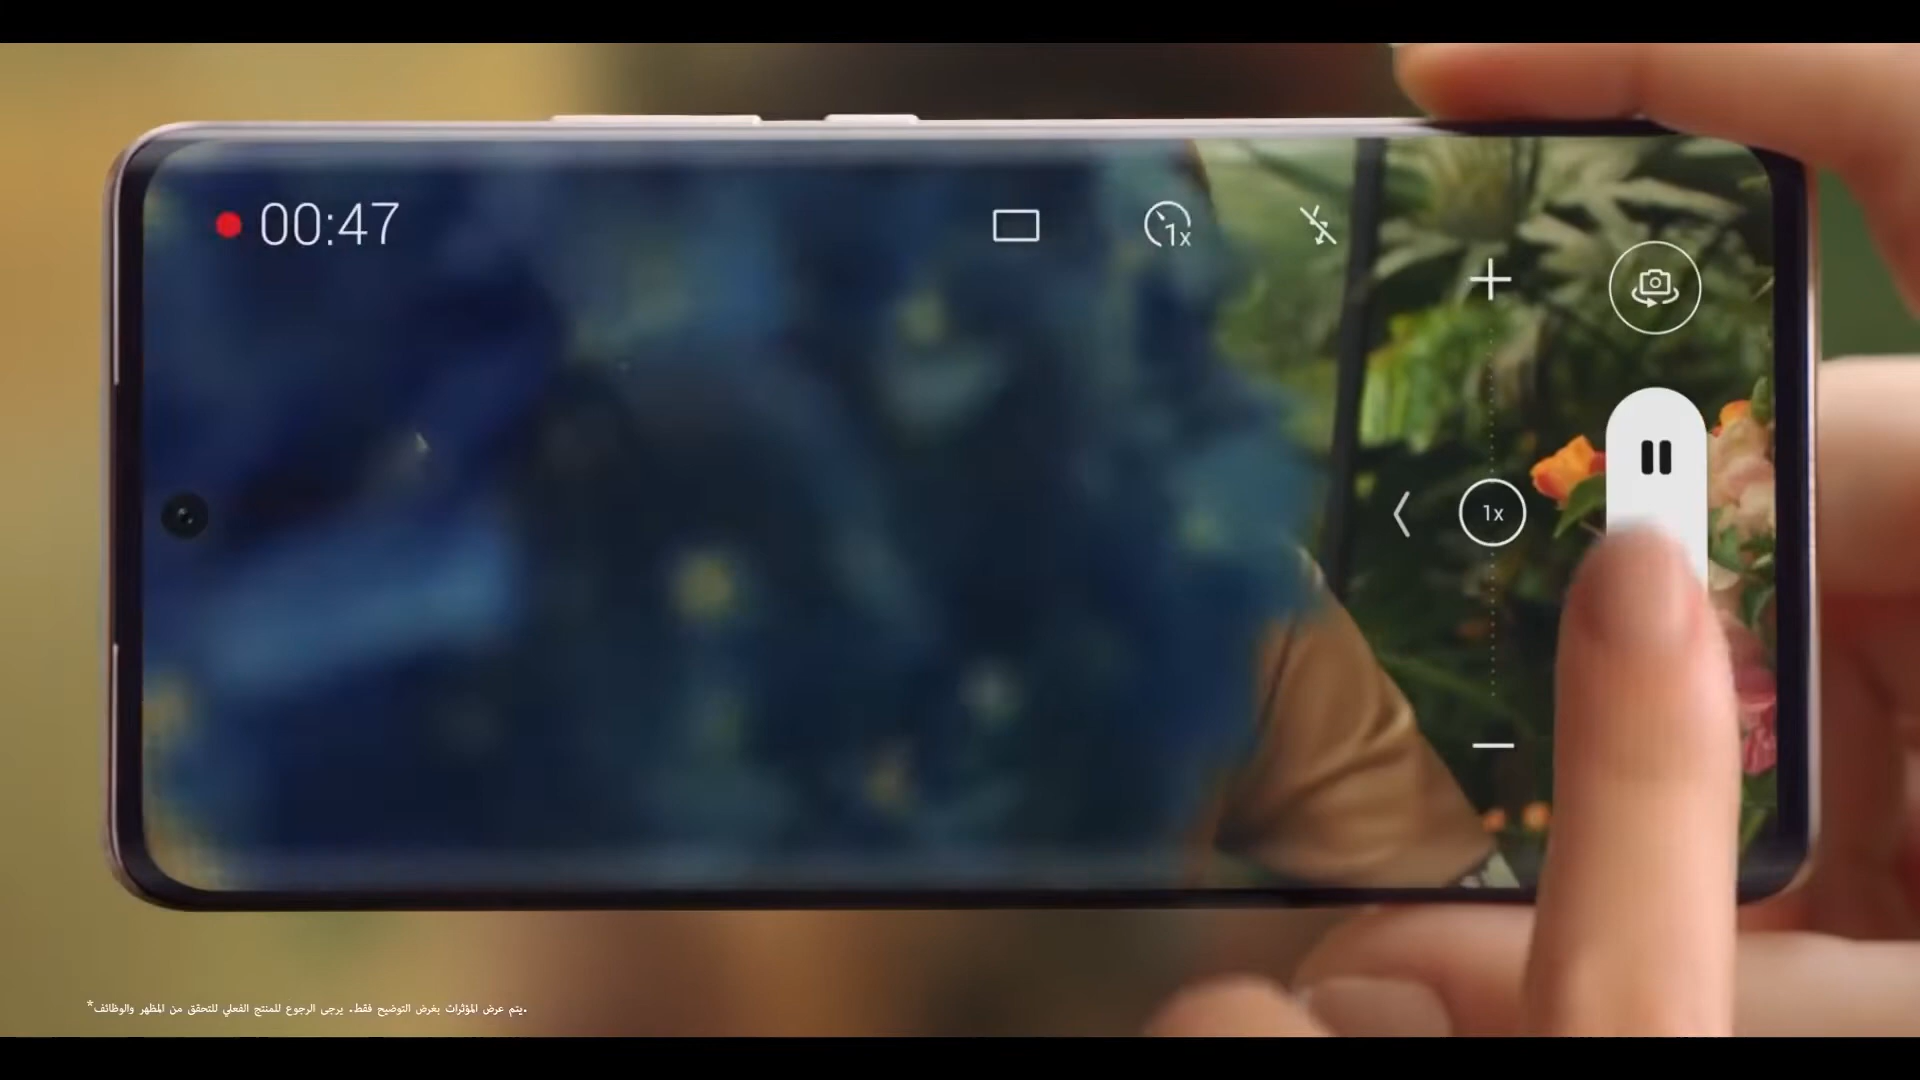 00:47
1x
1x
*يتم عرض المؤثرات بغرض التوضيح فقط. يرجى الرجوع للمنتج الفعلي للتحقق من المظهر والوظائف.